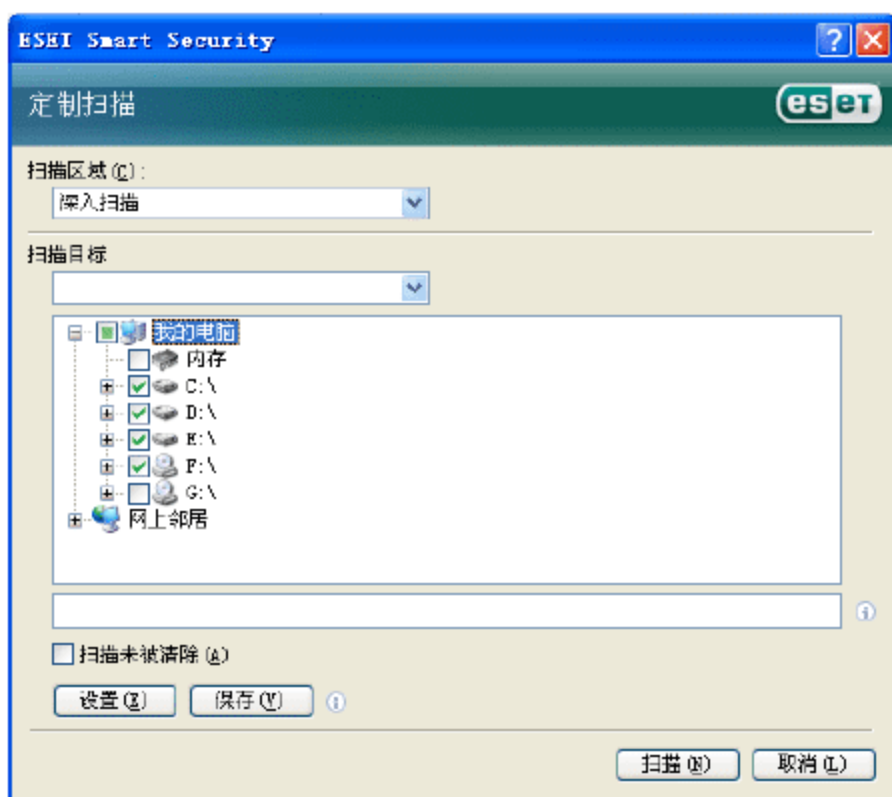 ESET Smart Security
定制扫描
eset
扫描区域(C):
深入扫描
扫描目标
我的电脑
内存
C:\
D:\
E:\
F:\
G:\
网上邻居
扫描未被清除(A)
设置(E)
保存(V)
扫描(N)
取消(L)